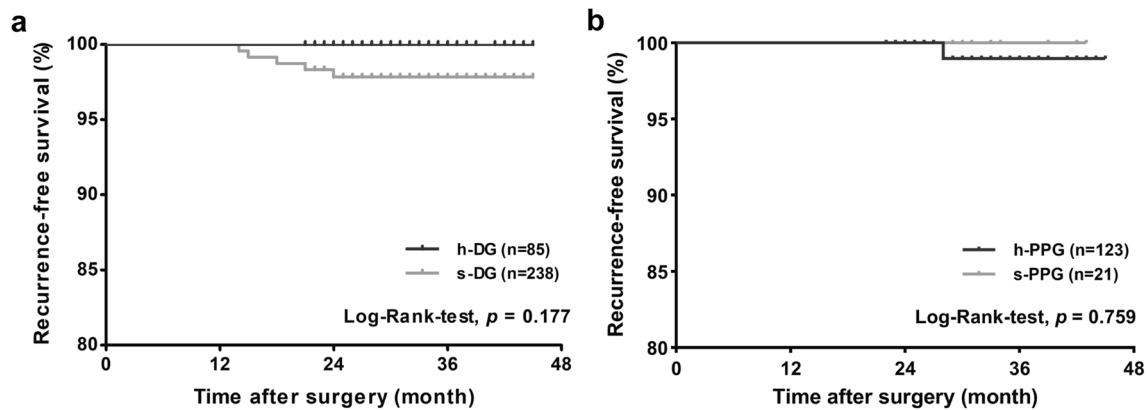 a
Recurrence-free survival (%)
100
95
90
85
80
0 12 24 36 48
Time after surgery (month)
h-DG (n=85)
s-DG (n=238)
Log-Rank-test, p = 0.177
b
Recurrence-free survival (%)
100
95
90
85
80
0 12 24 36 48
Time after surgery (month)
h-PPG (n=123)
s-PPG (n=21)
Log-Rank-test, p = 0.759